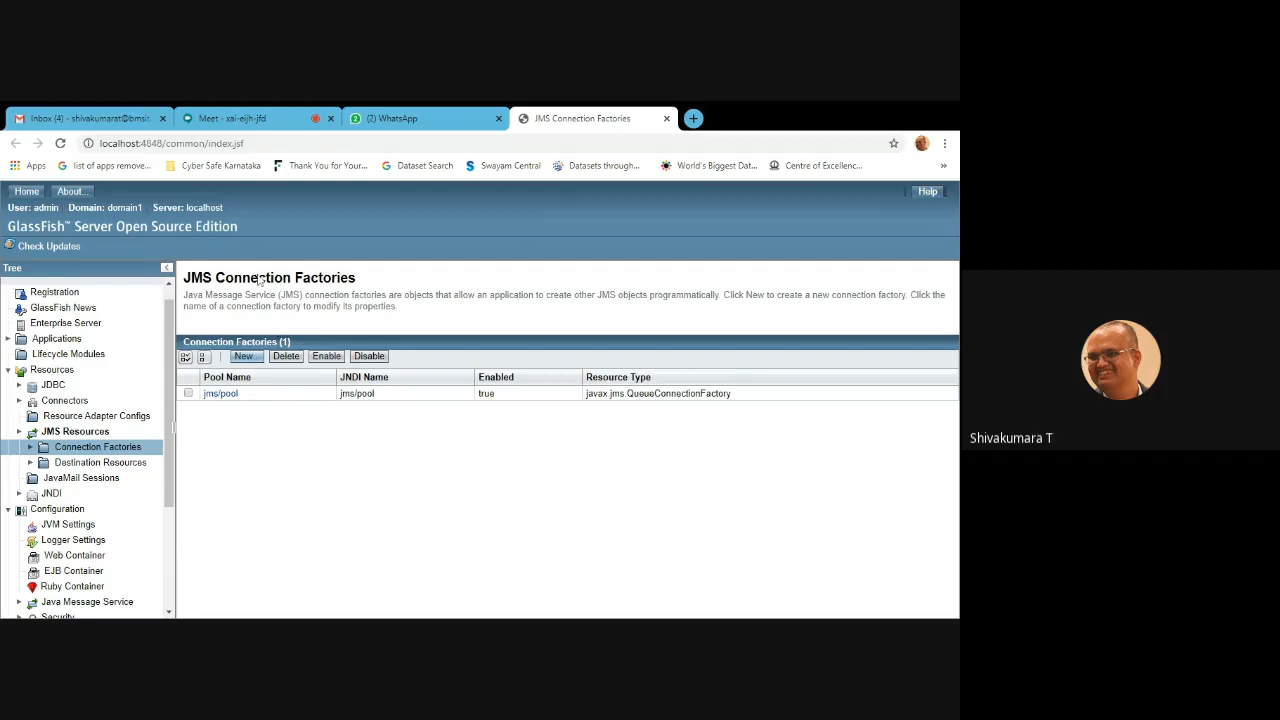 Inbox (4) - shivakumarat@bmsit.
Meet - xai-eijh-jfd
(2) WhatsApp
JMS Connection Factories
localhost:4848/common/index.jsf
Apps
list of apps remove...
Cyber Safe Karnataka
Thank You for Your...
Dataset Search
Swayam Central
Datasets through...
World's Biggest Dat...
Centre of Excellenc...
»
Home
About...
Help
User: admin Domain: domain1 Server: localhost
GlassFish™ Server Open Source Edition
Check Updates
Tree
Registration
GlassFish News
Enterprise Server
Applications
Lifecycle Modules
Resources
JDBC
Connectors
Resource Adapter Configs
JMS Resources
Connection Factories
Destination Resources
JavaMail Sessions
JNDI
Configuration
JVM Settings
Logger Settings
Web Container
EJB Container
Ruby Container
Java Message Service
Security
JMS Connection Factories
Java Message Service (JMS) connection factories are objects that allow an application to create other JMS objects programmatically. Click New to create a new connection factory. Click the
name of a connection factory to modify its properties.
Connection Factories (1)
New...
Delete
Enable
Disable
Pool Name JNDI Name Enabled Resource Type
jms/pool jms/pool true javax.jms.QueueConnectionFactory
Shivakumara T